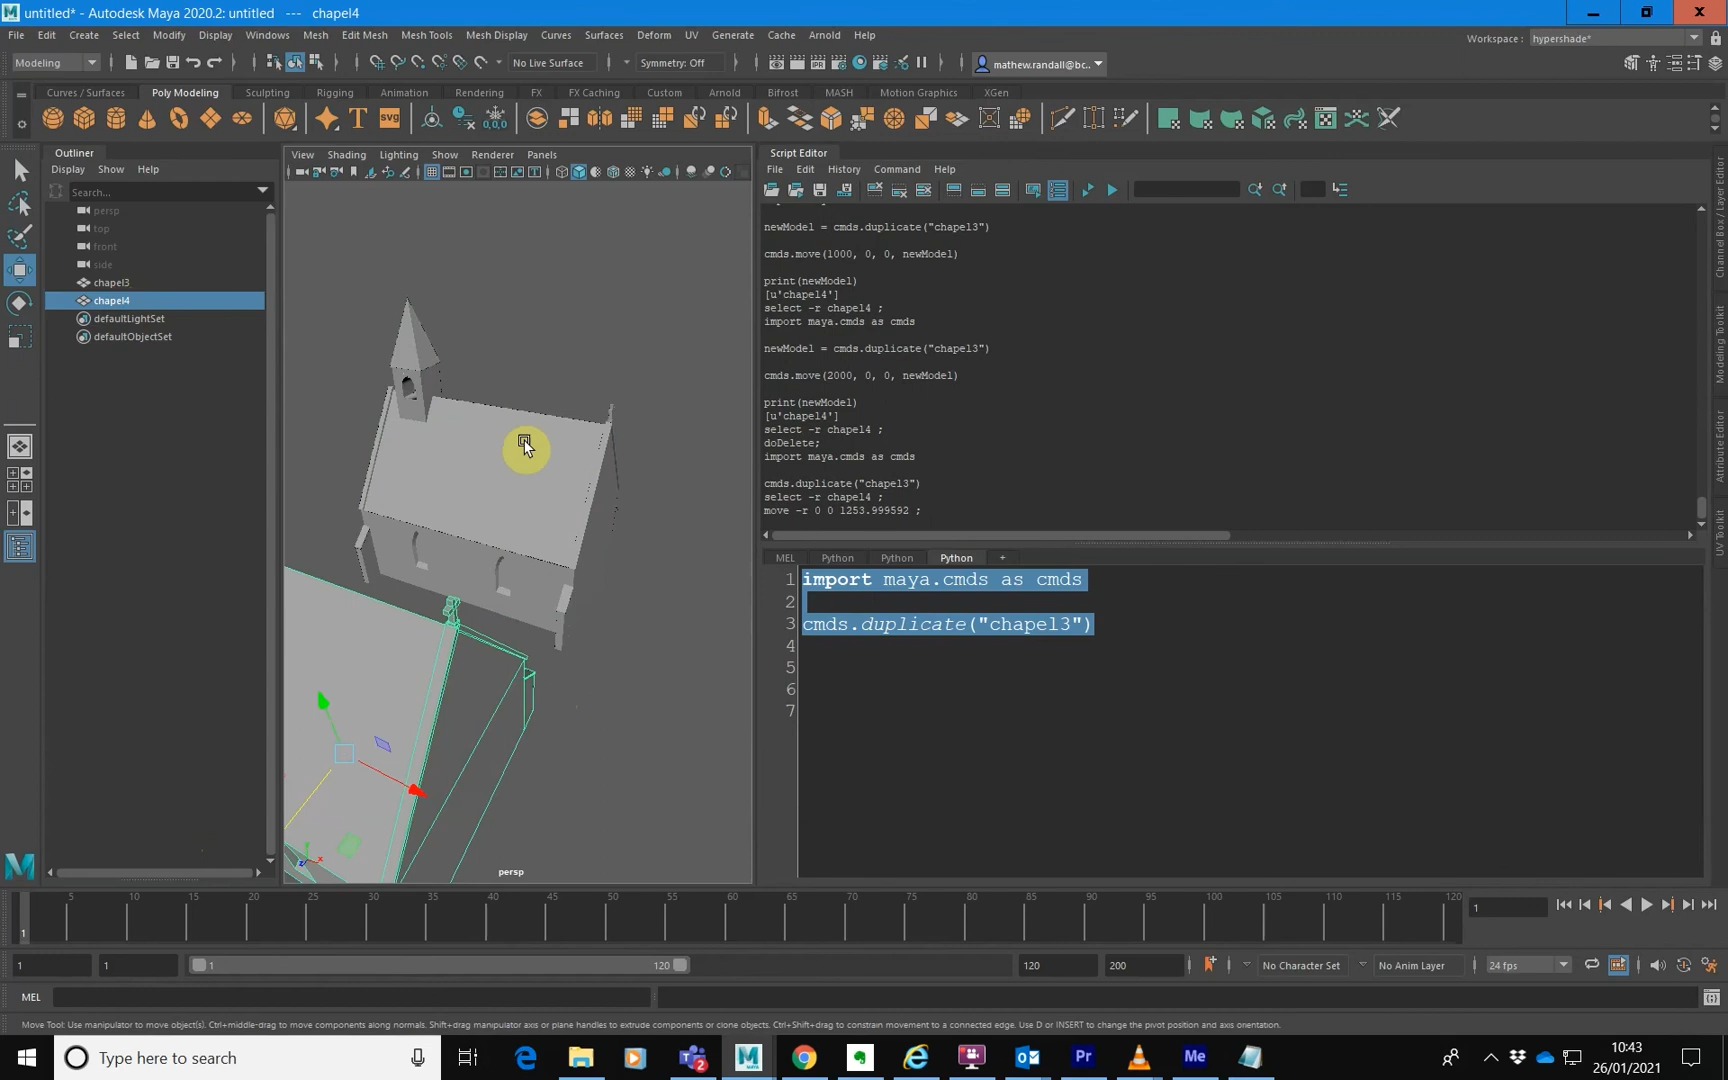 untitled* - Autodesk Maya 2020.2: untitled   ---   chapel4
File Edit Create Select Modify Display Windows Mesh Edit Mesh Mesh Tools Mesh Display Curves Surfaces Deform UV Generate Cache Arnold Help
Workspace : hypershade*
Modeling No Live Surface Symmetry: Off mathew.randall@bc..
Curves / Surfaces Poly Modeling Sculpting Rigging Animation Rendering FX FX Caching Custom Arnold Bifrost MASH Motion Graphics XGen
T svg
Outliner
Display Show Help
Search...
persp
top
front
side
chapel3
chapel4
defaultLightSet
defaultObjectSet
View Shading Lighting Show Renderer Panels
persp
Script Editor
File Edit History Command Help
newModel = cmds.duplicate("chapel3")
cmds.move(1000, 0, 0, newModel)
print(newModel)
[u'chapel4']
select -r chapel4 ;
import maya.cmds as cmds
newModel = cmds.duplicate("chapel3")
cmds.move(2000, 0, 0, newModel)
print(newModel)
[u'chapel4']
select -r chapel4 ;
doDelete;
import maya.cmds as cmds
cmds.duplicate("chapel3")
select -r chapel4 ;
move -r 0 0 1253.999592 ;
MEL Python Python Python +
1 import maya.cmds as cmds
2
3 cmds.duplicate("chapel3")
4
5
6
7
Channel Box / Layer Editor
Modeling Toolkit
Attribute Editor
UV Toolkit
5 10 15 20 25 30 35 40 45 50 55 60 65 70 75 80 85 90 95 100 105 110 115 120
1
1
1 1 1 120 120 200 No Character Set No Anim Layer 24 fps
MEL
Move Tool: Use manipulator to move object(s). Ctrl+middle-drag to move components along normals. Shift+drag manipulator axis or plane handles to extrude components or clone objects. Ctrl+Shift+drag to constrain movement to a connected edge. Use D or INSERT to change the pivot position and axis orientation.
Type here to search
10:43
26/01/2021